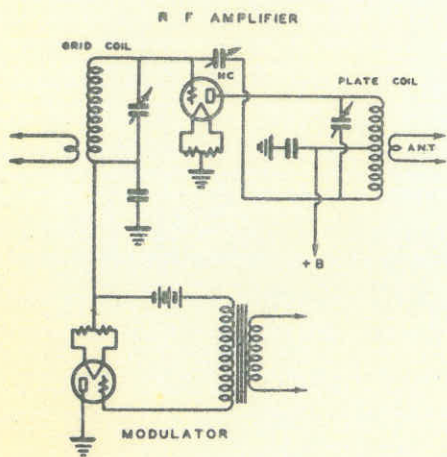 R F AMPLIFIER
GRID COIL
NC
PLATE COIL
ANT.
+B
MODULATOR